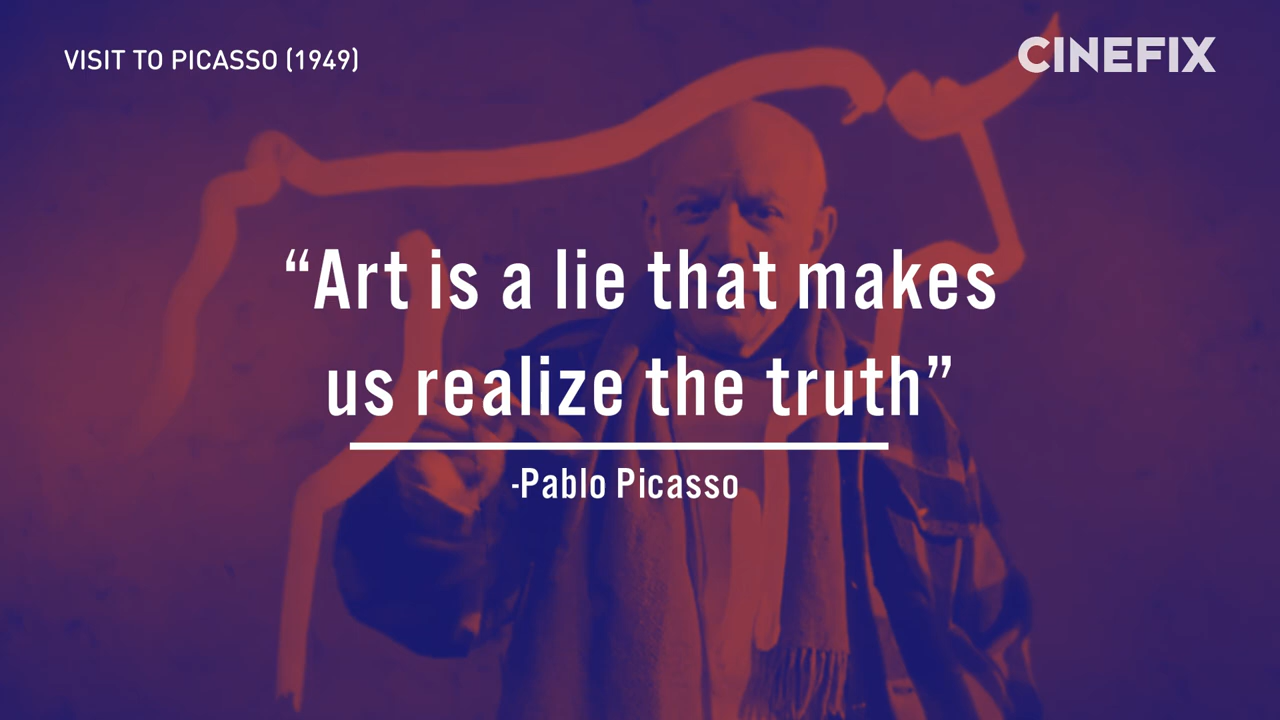 VISIT TO PICASSO (1949)
CINEFIX
“Art is a lie that makes
us realize the truth”
-Pablo Picasso